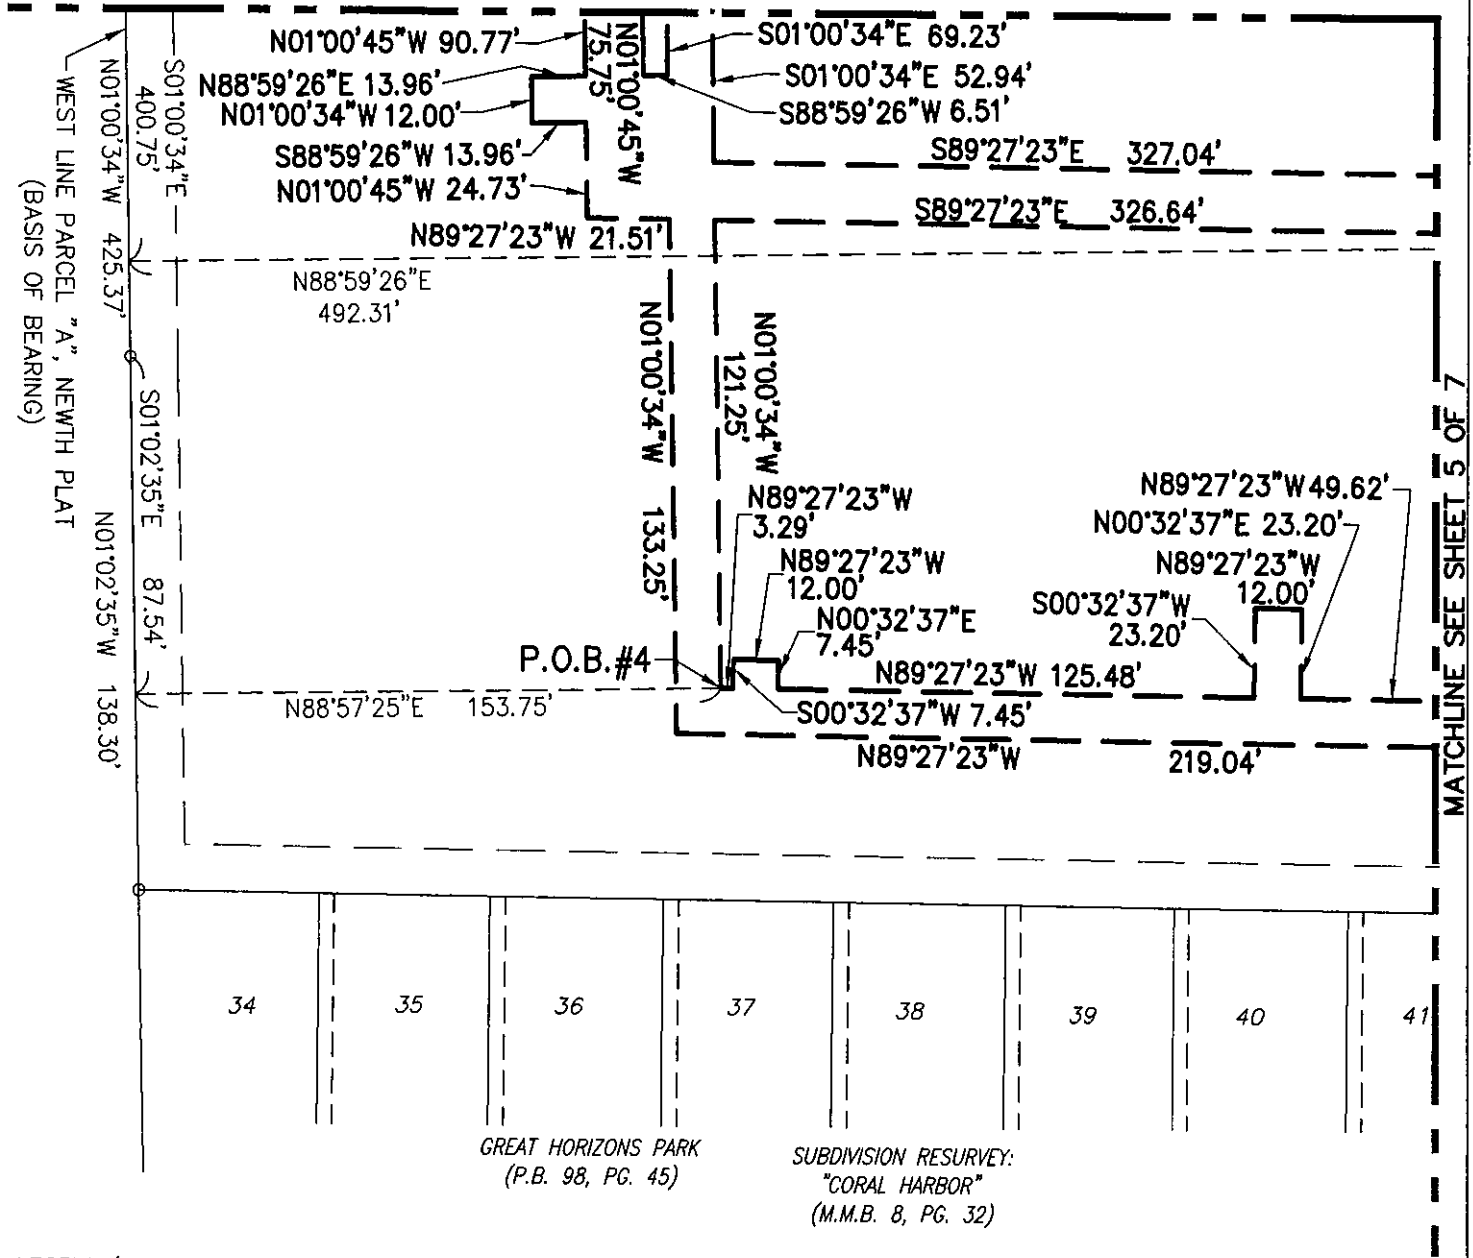 N01°00'45"W 90.77'
N88°59'26"E 13.96'
N01°00'34"W 12.00'
S88°59'26"W 13.96'
N01°00'45"W 24.73'
N89°27'23"W 21.51'
N01°00'45"W
75.75'
S01°00'34"E 69.23'
S01°00'34"E 52.94'
S88°59'26"W 6.51'
S89°27'23"E 327.04'
S89°27'23"E 326.64'
S01°00'34"E
400.75'
N01°00'34"W 425.37'
WEST LINE PARCEL "A", NEWTH PLAT
(BASIS OF BEARING)
N88°59'26"E
492.31'
S01°02'35"E 87.54'
N01°02'35"W 138.30'
N01°00'34"W 133.25'
N01°00'34"W
121.25'
N89°27'23"W
3.29'
N89°27'23"W
12.00'
N00°32'37"E
7.45'
P.O.B.#4
N89°27'23"W 125.48'
S00°32'37"W 7.45'
N88°57'25"E 153.75'
N89°27'23"W 219.04'
N89°27'23"W 49.62'
N00°32'37"E 23.20'
N89°27'23"W
12.00'
S00°32'37"W
23.20'
MATCHLINE SEE SHEET 5 OF 7
34 35 36 37 38 39 40 41
GREAT HORIZONS PARK
(P.B. 98, PG. 45)
SUBDIVISION RESURVEY:
"CORAL HARBOR"
(M.M.B. 8, PG. 32)